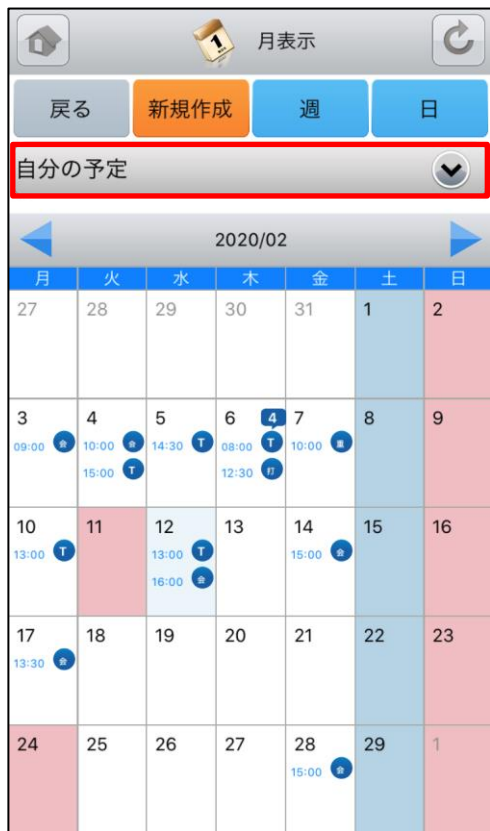 1
月表示
戻る 新規作成 週 日
自分の予定
2020/02
月 火 水 木 金 土 日
27 28 29 30 31 1 2
3 4 5 6 4 7 8 9
09:00 会 10:00 会 14:30 T 08:00 T 10:00 重
15:00 T 12:30 打
10 11 12 13 14 15 16
13:00 T 13:00 T 15:00 会
16:00 会
17 18 19 20 21 22 23
13:30 会
24 25 26 27 28 29 1
15:00 会